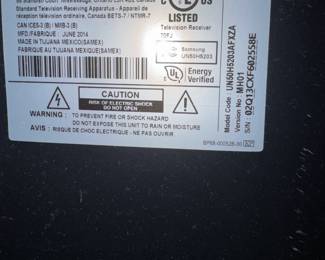 Standard Television Receiving Apparatus - Appareil de
réception télévision ordinaire, Canada BETS-7 / NTMR-7
CAN ICES-3 (B) / NMB-3 (B)
MFD./FABRIQUE : JUNE 2014
MADE IN TIJUANA MEXICO(SAMEX)
FABRIQUE AU TIJUANA MEXIQUE(SAMEX)
C UL US
LISTED
Television Receiver
Samsung
UN50H5203
UL
Energy
Verified
CAUTION
RISK OF ELECTRIC SHOCK
DO NOT OPEN
WARNING : TO PREVENT FIRE OR SHOCK HAZARD
DO NOT EXPOSE THIS UNIT TO RAIN OR MOISTURE.
AVIS : RISQUE DE CHOC ELECTRIQUE - NE PAS OUVRIR
Model Code : UN50H5203AFXZA
Version No : MH01